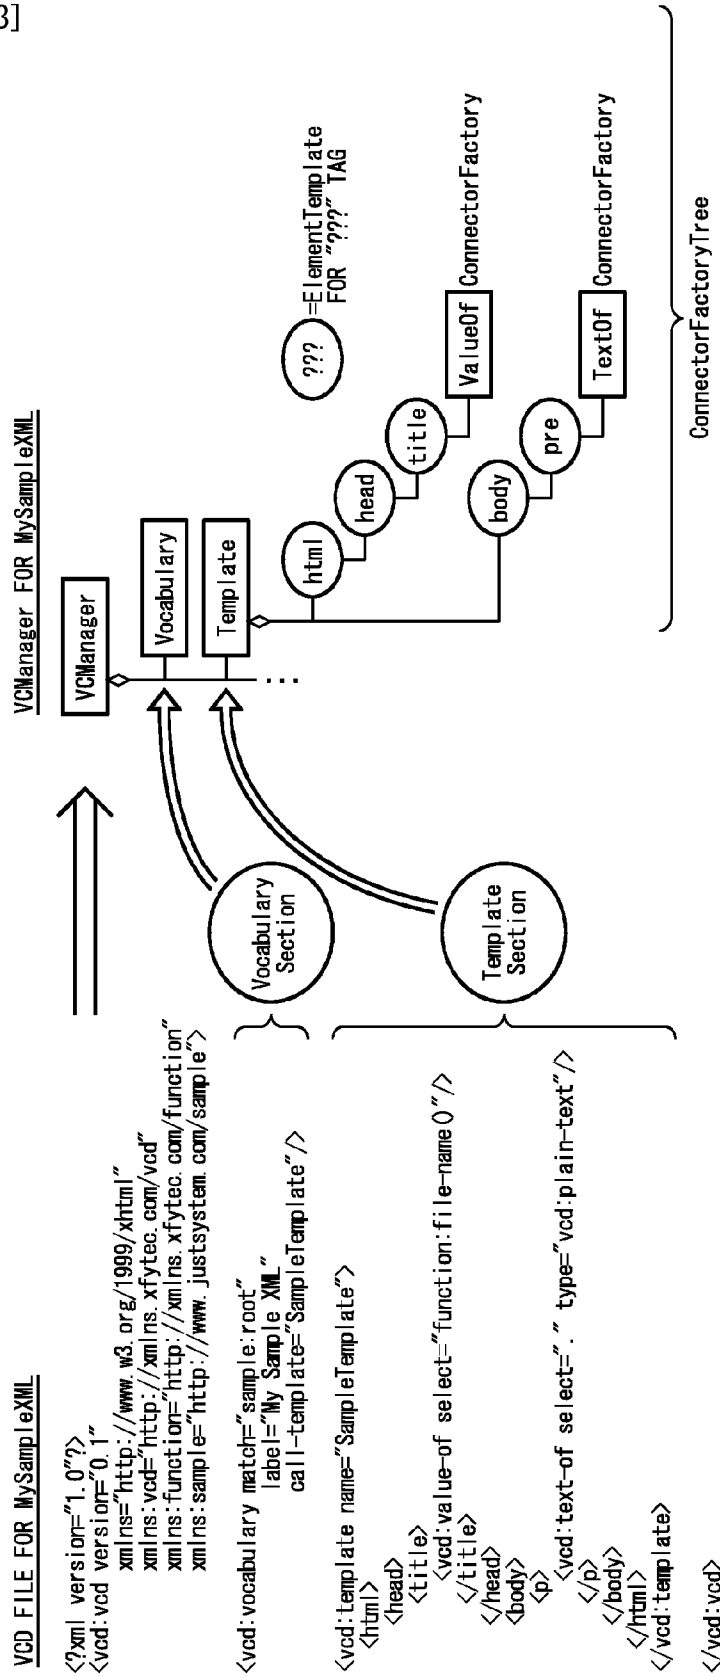 3]
VCD FILE FOR MySampleXML
<?xml version="1.0"?>
<vcd:vcd version="0.1"
xmlns="http://www.w3.org/1999/xhtml"
xmlns:vcd="http://xmlns.xfytec.com/vcd"
xmlns:function="http://xmlns.xfytec.com/function"
xmlns:sample="http://www.justsystem.com/sample">
<vcd:vocabulary match="sample:root"
label="My Sample XML"
call-template="SampleTemplate"/>
<vcd:template name="SampleTemplate">
<html>
<head>
<title>
<vcd:value-of select="function:file-name()"/>
</title>
</head>
<body>
<p>
<vcd:text-of select="." type="vcd:plain-text"/>
</p>
</body>
</html>
</vcd:template>
</vcd:vcd>
Vocabulary
Section
Template
Section
VCManager FOR MySampleXML
VCManager
Vocabulary
Template
...
html
head
title
ValueOf ConnectorFactory
body
pre
TextOf ConnectorFactory
??? =ElementTemplate
FOR "???" TAG
ConnectorFactoryTree